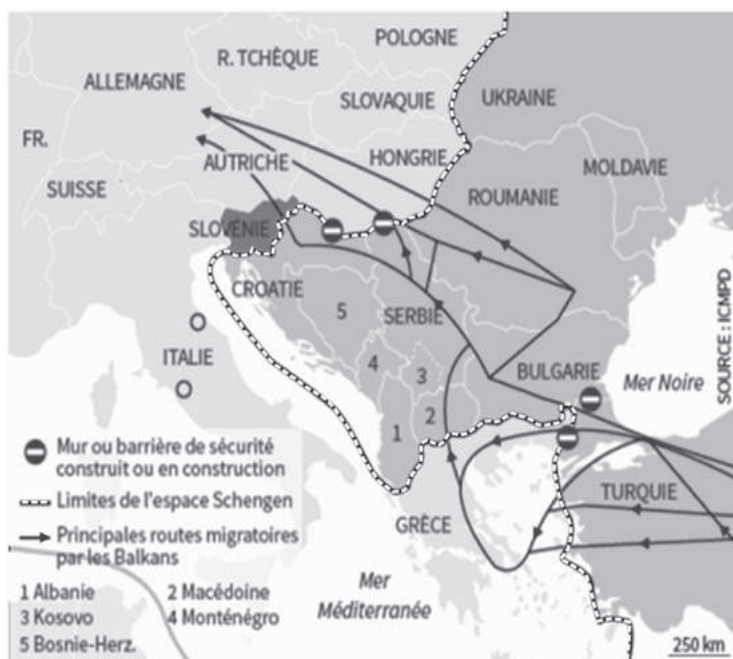 POLOGNE
R. TCHÈQUE
ALLEMAGNE
SLOVAQUIE
UKRAINE
FR.
AUTRICHE
HONGRIE
MOLDAVIE
SUISSE
ROUMANIE
SLOVÉNIE
CROATIE
5
SERBIE
ITALIE
4
3
BULGARIE
Mer Noire
SOURCE : ICMPD
1
2
Mur ou barrière de sécurité
construit ou en construction
Limites de l'espace Schengen
TURQUIE
GRÈCE
Principales routes migratoires
par les Balkans
Mer
Méditerranée
1 Albanie
2 Macédoine
3 Kosovo
4 Monténégro
5 Bosnie-Herz.
250 km